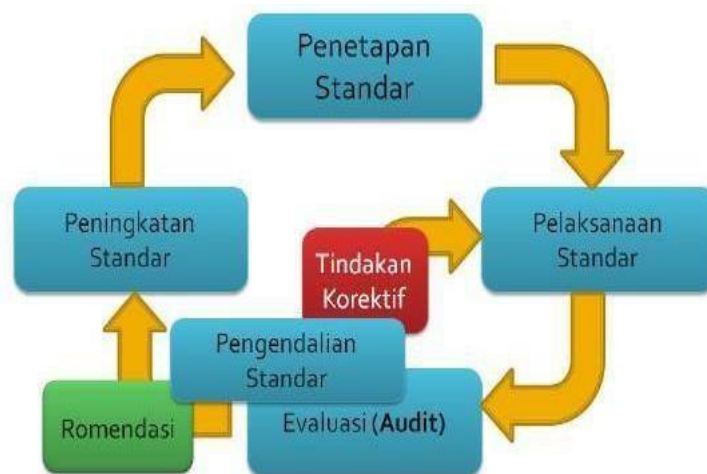 Penetapan
Standar
Peningkatan
Standar
Pelaksanaan
Standar
Tindakan
Korektif
Pengendalian
Standar
Romendasi
Evaluasi (Audit)